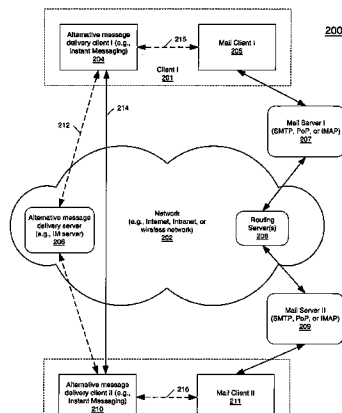 200
Alternative message
delivery client I (e.g.,
Instant Messaging)
204
215
Mail Client I
205
Client I
201
212
214
Mail Server I
(SMTP, PoP, or IMAP)
207
Alternative message
delivery server
(e.g., IM server)
206
Network
(e.g., Internet, Intranet, or
wireless network)
202
Routing
Server(s)
208
Mail Server II
(SMTP, PoP, or IMAP)
209
Alternative message
delivery client II (e.g.,
Instant Messaging)
210
216
Mail Client II
211